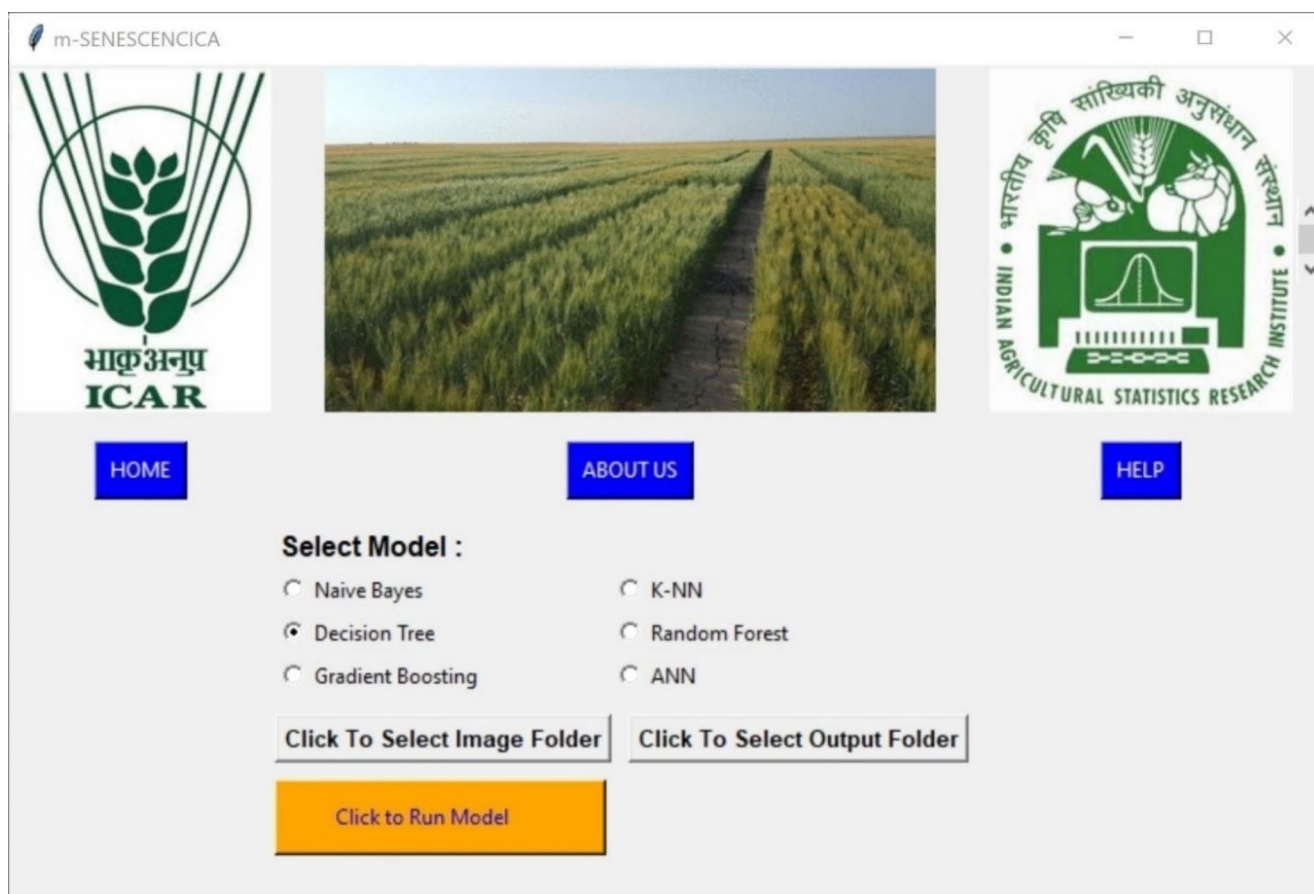 m-SENESCENCICA
भाकृअनुप
ICAR
भारतीय कृषि सांख्यिकी अनुसंधान संस्थान
INDIAN AGRICULTURAL STATISTICS RESEARCH INSTITUTE
HOME
ABOUT US
HELP
Select Model :
Naive Bayes
K-NN
Decision Tree
Random Forest
Gradient Boosting
ANN
Click To Select Image Folder
Click To Select Output Folder
Click to Run Model